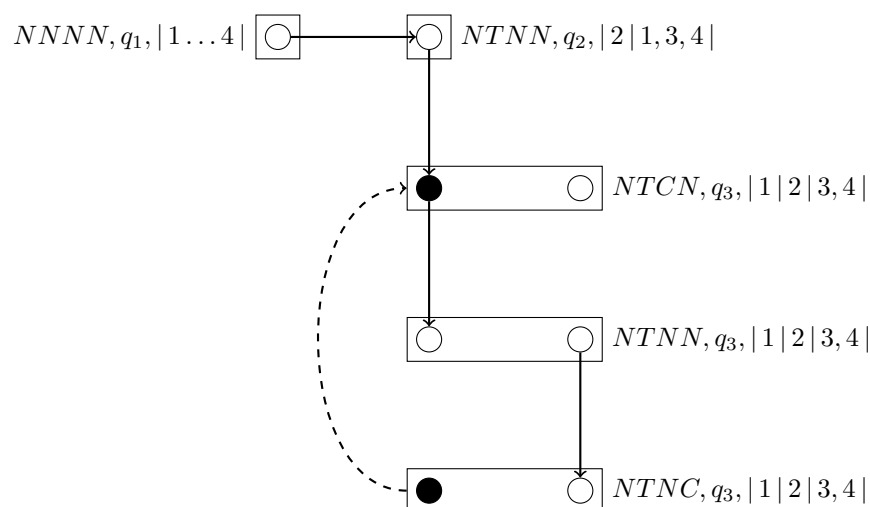 NNNN, q₁, | 1 … 4 |
NTNN, q₂, | 2 | 1, 3, 4 |
NTCN, q₃, | 1 | 2 | 3, 4 |
NTNN, q₃, | 1 | 2 | 3, 4 |
NTNC, q₃, | 1 | 2 | 3, 4 |